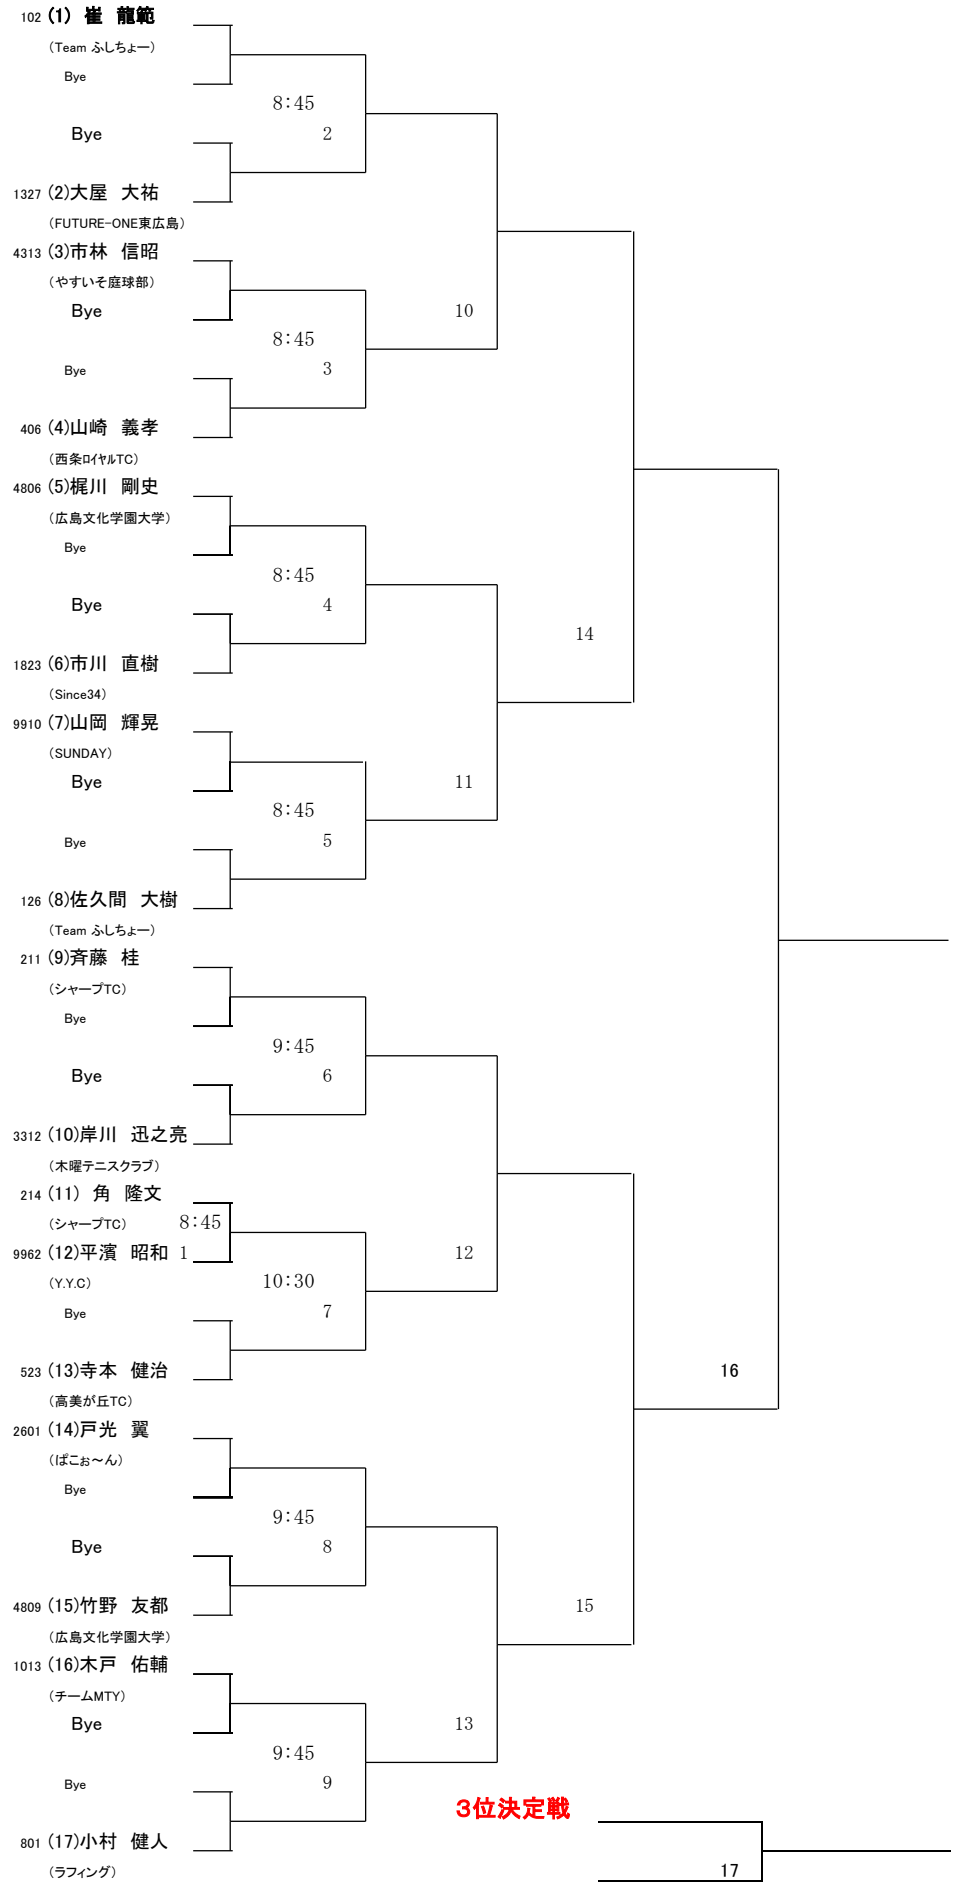 102 (1) 崔 龍範
(Team ふしちょー)
Bye
8:45
Bye
2
1327 (2)大屋 大祐
(FUTURE-ONE東広島)
4313 (3)市林 信昭
(やすいそ庭球部)
Bye
10
8:45
Bye
3
406 (4)山崎 義孝
(西条ﾛｲﾔﾙTC)
4806 (5)梶川 剛史
(広島文化学園大学)
Bye
8:45
Bye
4
14
1823 (6)市川 直樹
(Since34)
9910 (7)山岡 輝晃
(SUNDAY)
Bye
11
8:45
Bye
5
126 (8)佐久間 大樹
(Team ふしちょー)
211 (9)斉藤 桂
(シャープTC)
Bye
9:45
Bye
6
3312 (10)岸川 迅之亮
(木曜テニスクラブ)
214 (11) 角 隆文
(シャープTC) 8:45
9962 (12)平濱 昭和 1
12
(Y.Y.C)
10:30
Bye
7
523 (13)寺本 健治
16
(高美が丘TC)
2601 (14)戸光 翼
(ぱこぉ～ん)
Bye
9:45
Bye
8
4809 (15)竹野 友都
15
(広島文化学園大学)
1013 (16)木戸 佑輔
(チームMTY)
Bye
13
9:45
Bye
9
3位決定戦
801 (17)小村 健人
(ラフィング)
17